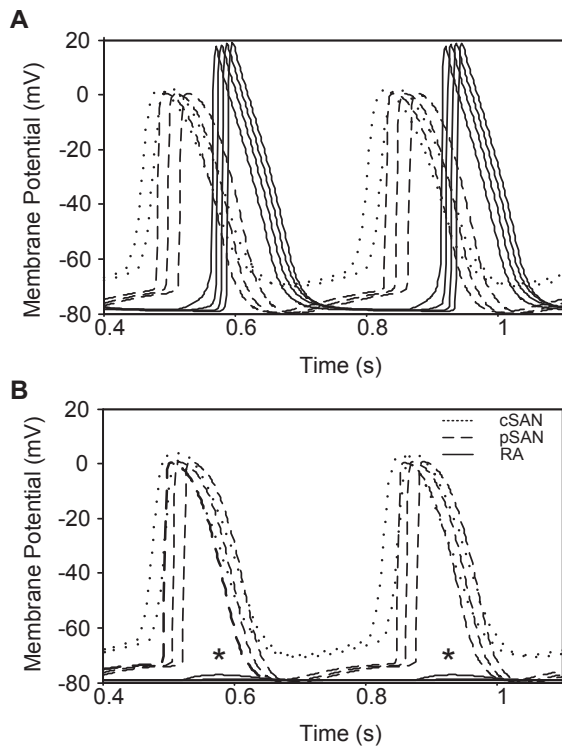 A
Membrane Potential (mV)
20
0
-20
-40
-60
-80
0.4
0.6
0.8
1
Time (s)
B
Membrane Potential (mV)
20
0
-20
-40
-60
-80
cSAN
pSAN
RA
*
*
0.4
0.6
0.8
1
Time (s)